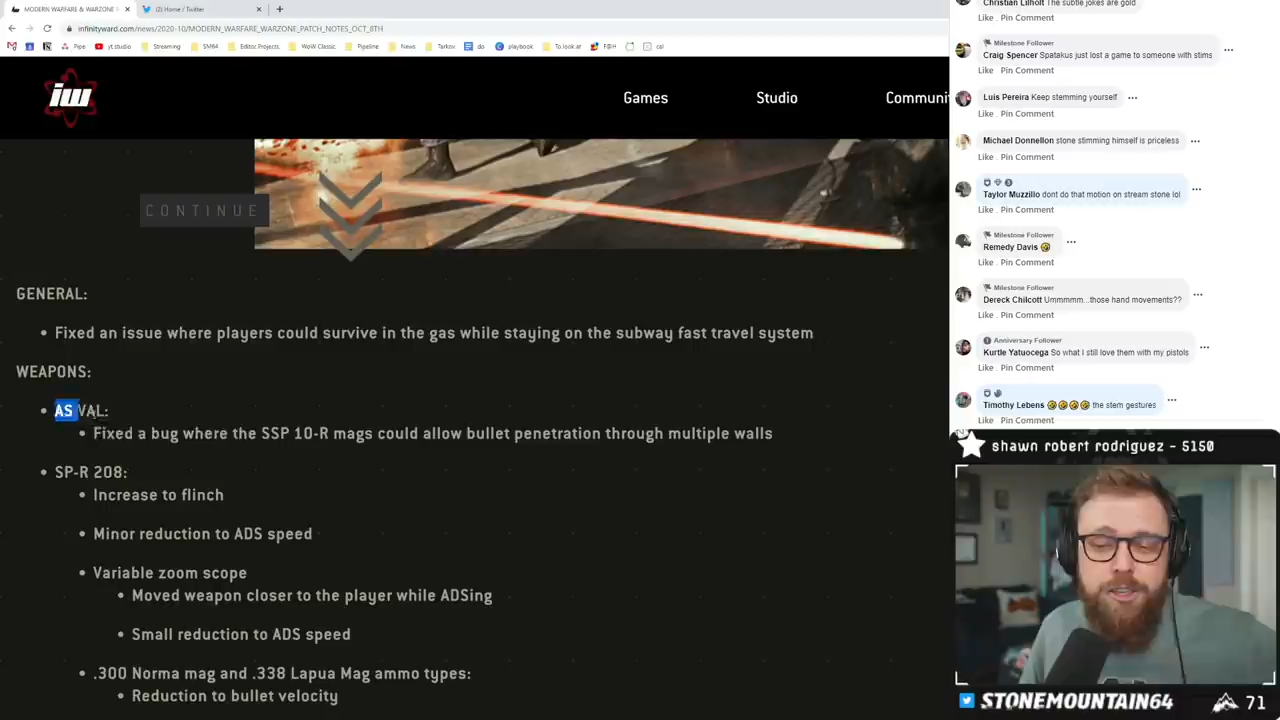 MODERN WARFARE & WARZONE
(2) Home / Twitter
infinityward.com/news/2020-10/MODERN_WARFARE_WARZONE_PATCH_NOTES_OCT_8TH
Pipe
yt studio
Streaming
SM64
Editor Projects
WoW Classic
Pipeline
News
Tarkov
do
playbook
To look at
F@H
cal
iw
Games
Studio
CONTINUE
GENERAL:
• Fixed an issue where players could survive in the gas while staying on the subway fast travel system
WEAPONS:
• AS VAL:
• Fixed a bug where the SSP 10-R mags could allow bullet penetration through multiple walls
• SP-R 208:
• Increase to flinch
• Minor reduction to ADS speed
• Variable zoom scope
• Moved weapon closer to the player while ADSing
• Small reduction to ADS speed
• .300 Norma mag and .338 Lapua Mag ammo types:
• Reduction to bullet velocity
Christian Lilholt The subtle jokes are gold
Like . Pin Comment
Milestone Follower
Craig Spencer Spatakus just lost a game to someone with stims
Like . Pin Comment
Luis Pereira Keep stemming yourself
Like . Pin Comment
Michael Donnellon stone stimming himself is priceless
Like . Pin Comment
Taylor Muzzillo dont do that motion on stream stone lol
Like . Pin Comment
Milestone Follower
Remedy Davis 🤣
Like . Pin Comment
Milestone Follower
Dereck Chilcott Ummmmm...those hand movements??
Like . Pin Comment
Anniversary Follower
Kurtle Yatuocega So what I still love them with my pistols
Like . Pin Comment
Timothy Lebens 🤣🤣🤣🤣 the stem gestures
Like . Pin Comment
shawn robert rodriguez - 5150
STONEMOUNTAIN64
71